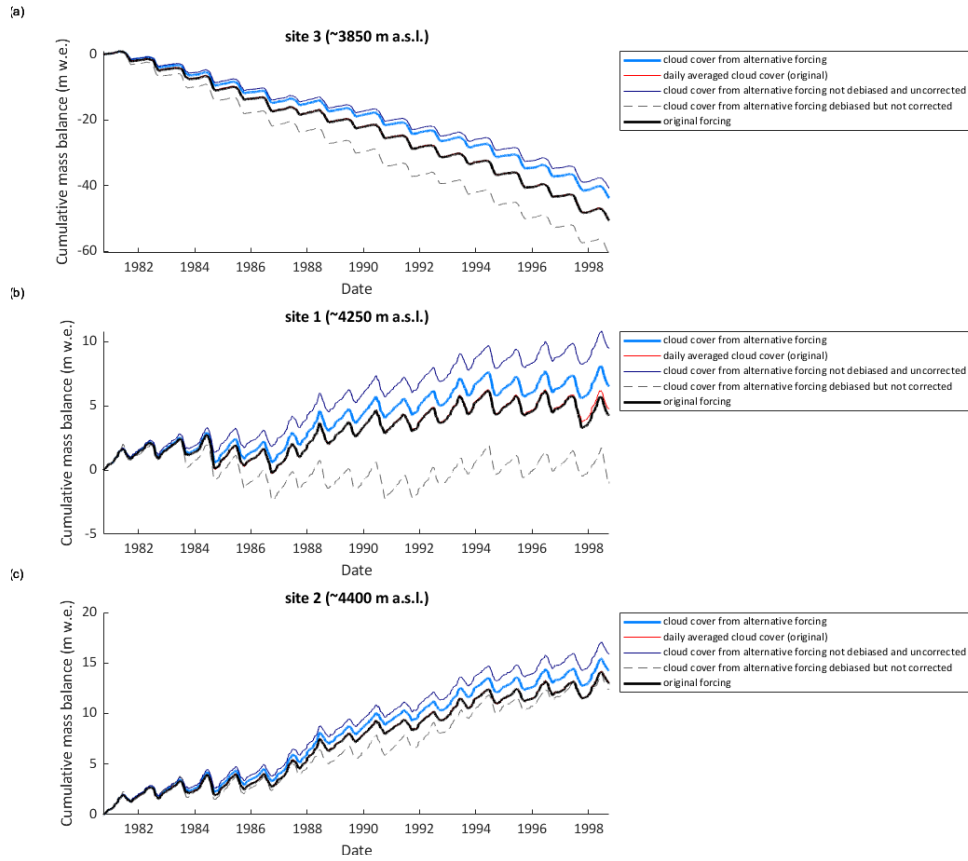 (a)
site 3 (~3850 m a.s.l.)
Cumulative mass balance (m w.e.)
0
-20
-40
-60
1982 1984 1986 1988 1990 1992 1994 1996 1998
Date
cloud cover from alternative forcing
daily averaged cloud cover (original)
cloud cover from alternative forcing not debiased and uncorrected
cloud cover from alternative forcing debiased but not corrected
original forcing
(b)
site 1 (~4250 m a.s.l.)
Cumulative mass balance (m w.e.)
10
5
0
-5
1982 1984 1986 1988 1990 1992 1994 1996 1998
Date
cloud cover from alternative forcing
daily averaged cloud cover (original)
cloud cover from alternative forcing not debiased and uncorrected
cloud cover from alternative forcing debiased but not corrected
original forcing
(c)
site 2 (~4400 m a.s.l.)
Cumulative mass balance (m w.e.)
20
15
10
5
0
1982 1984 1986 1988 1990 1992 1994 1996 1998
Date
cloud cover from alternative forcing
daily averaged cloud cover (original)
cloud cover from alternative forcing not debiased and uncorrected
cloud cover from alternative forcing debiased but not corrected
original forcing